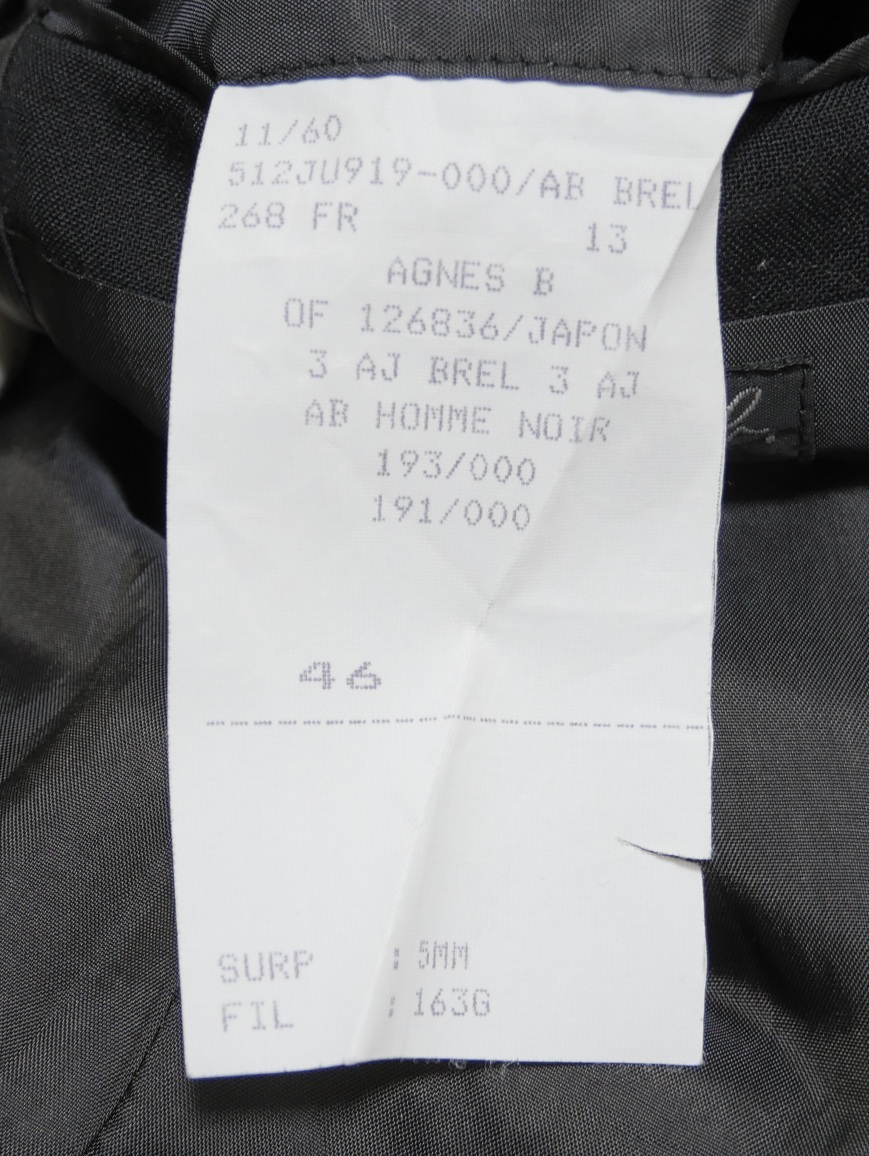 11/60
512JU919-000/AB BREL
268 FR 13
AGNES B
OF 126836/JAPON
3 AJ BREL 3 AJ
AB HOMME NOIR
193/000
191/000
46
SURP : 5MM
FIL : 163G
b.